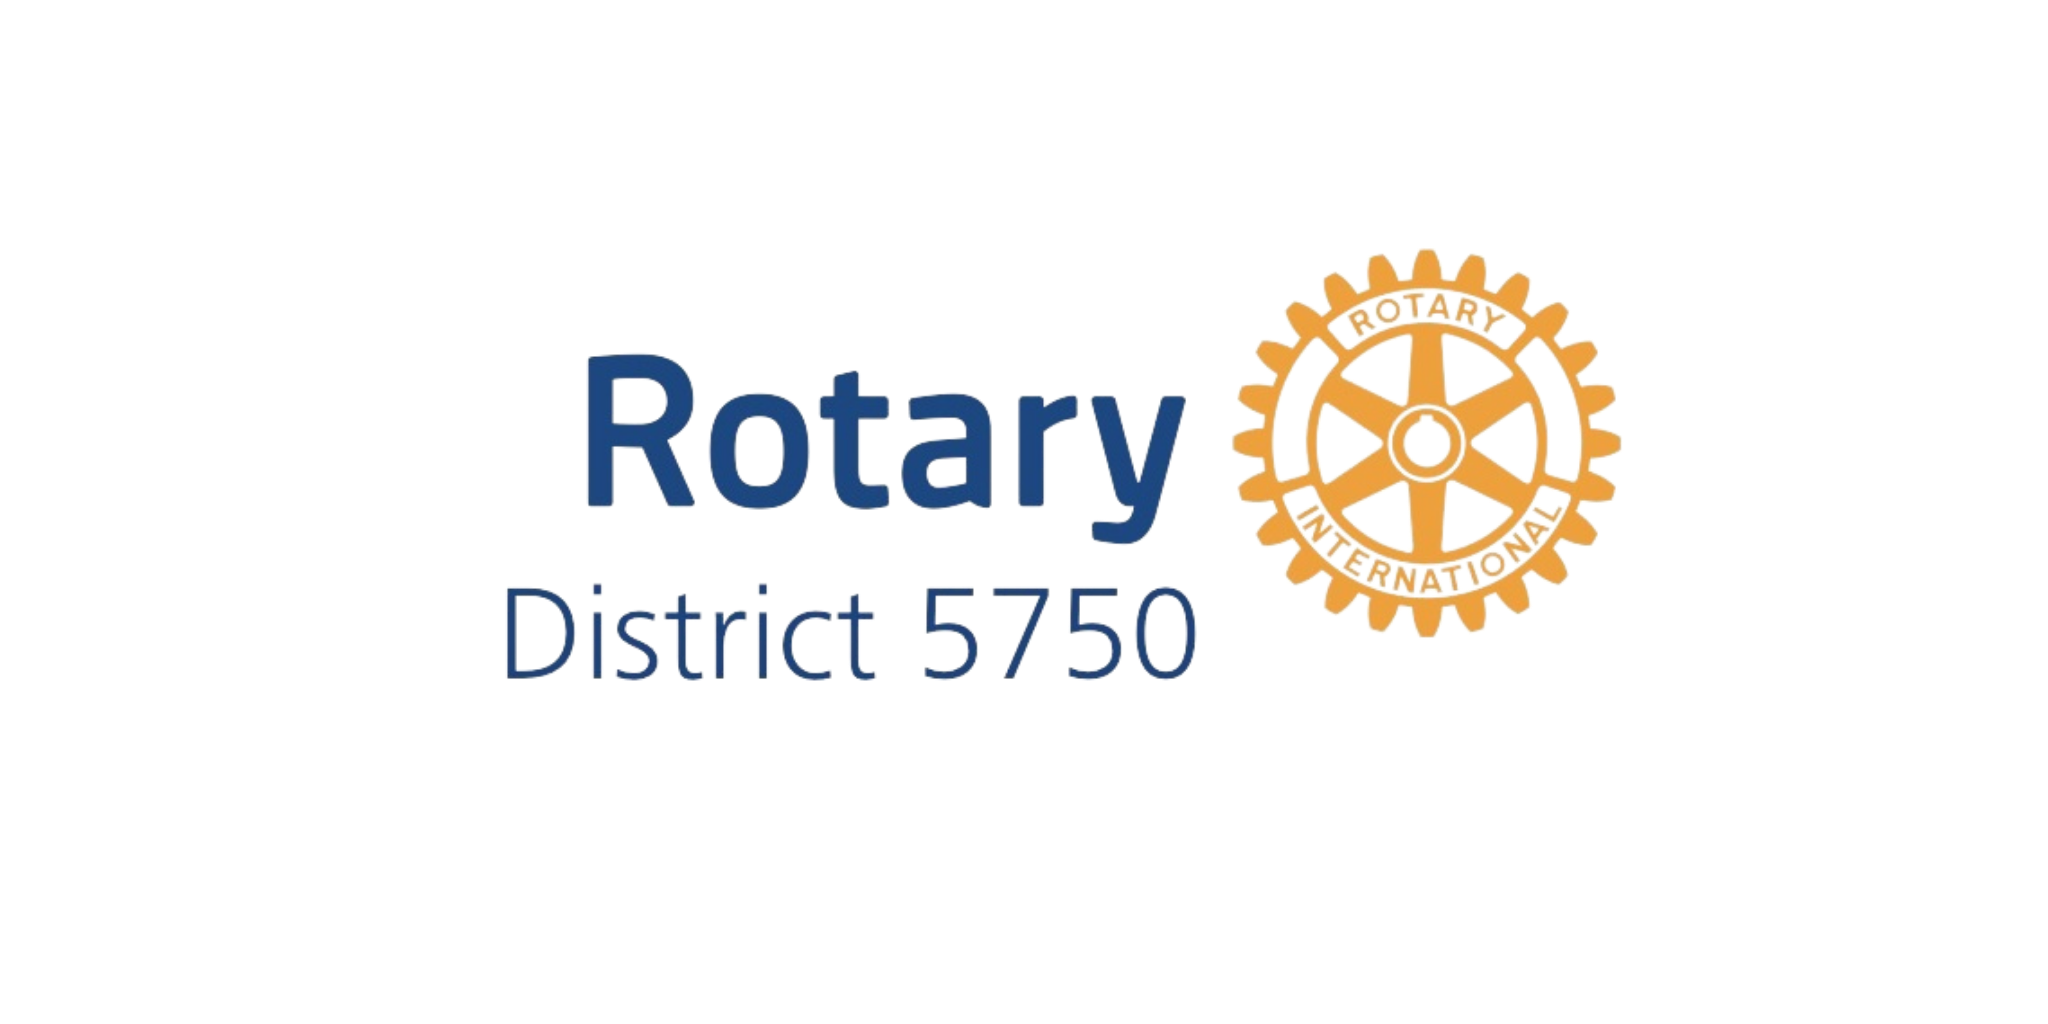 Rotary
District 5750
ROTARY
INTERNATIONAL